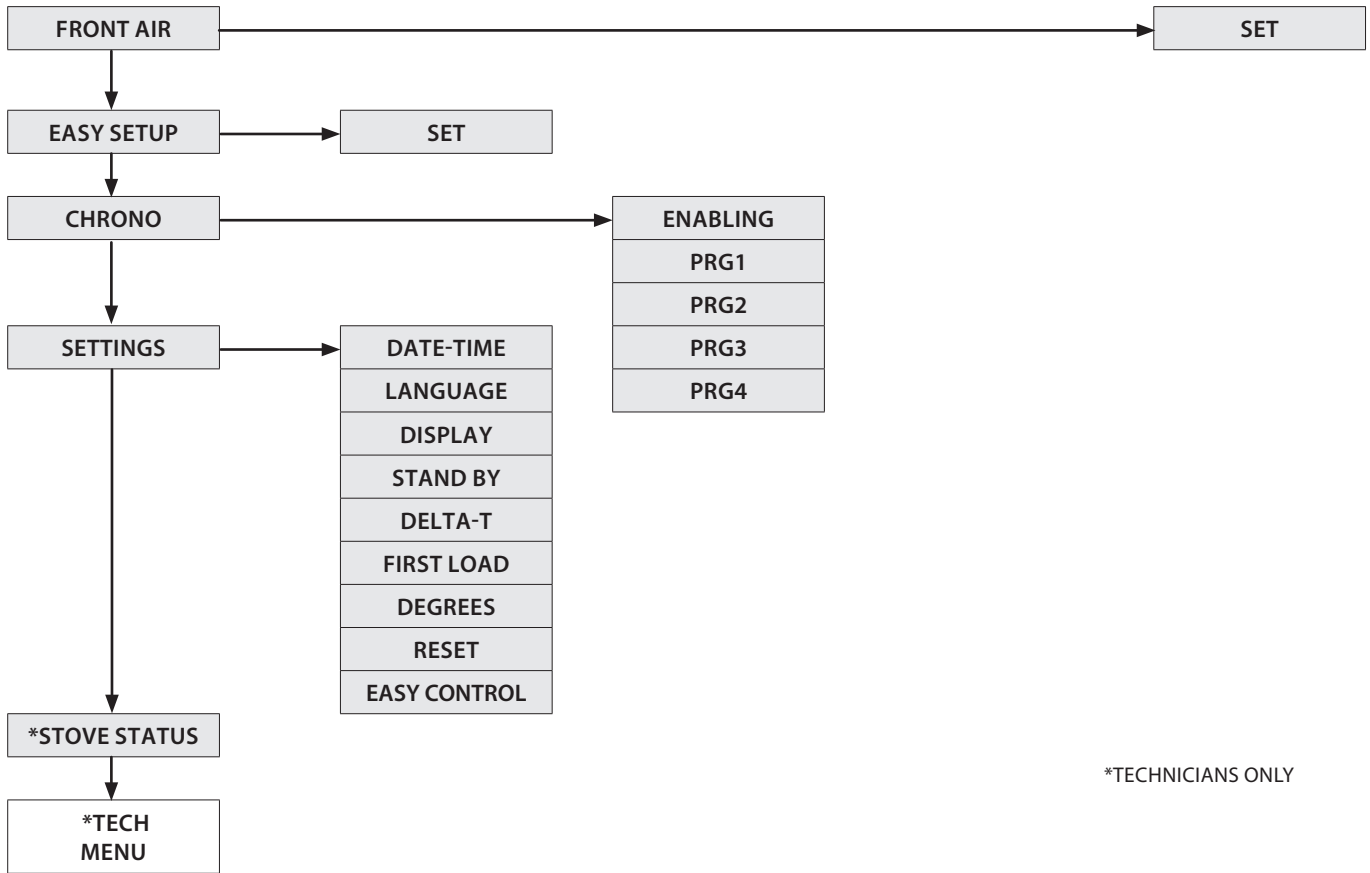 FRONT AIR
SET
EASY SETUP
SET
CHRONO
ENABLING
PRG1
PRG2
PRG3
PRG4
SETTINGS
DATE-TIME
LANGUAGE
DISPLAY
STAND BY
DELTA-T
FIRST LOAD
DEGREES
RESET
EASY CONTROL
*STOVE STATUS
*TECH
MENU
*TECHNICIANS ONLY